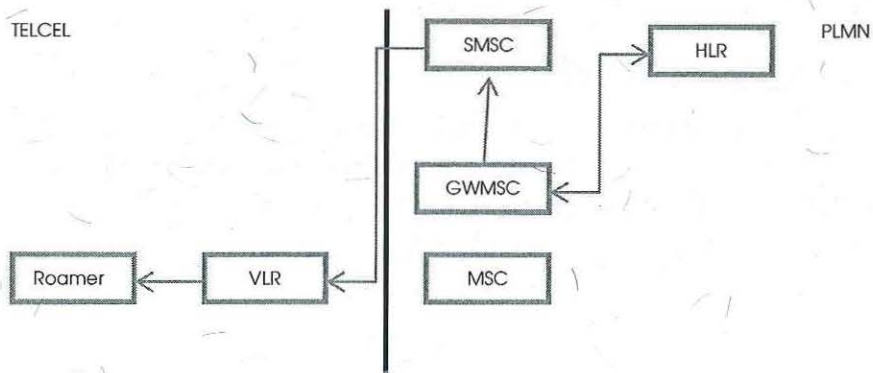 TELCEL
SMSC
HLR
PLMN
GWMSC
Roamer
VLR
MSC